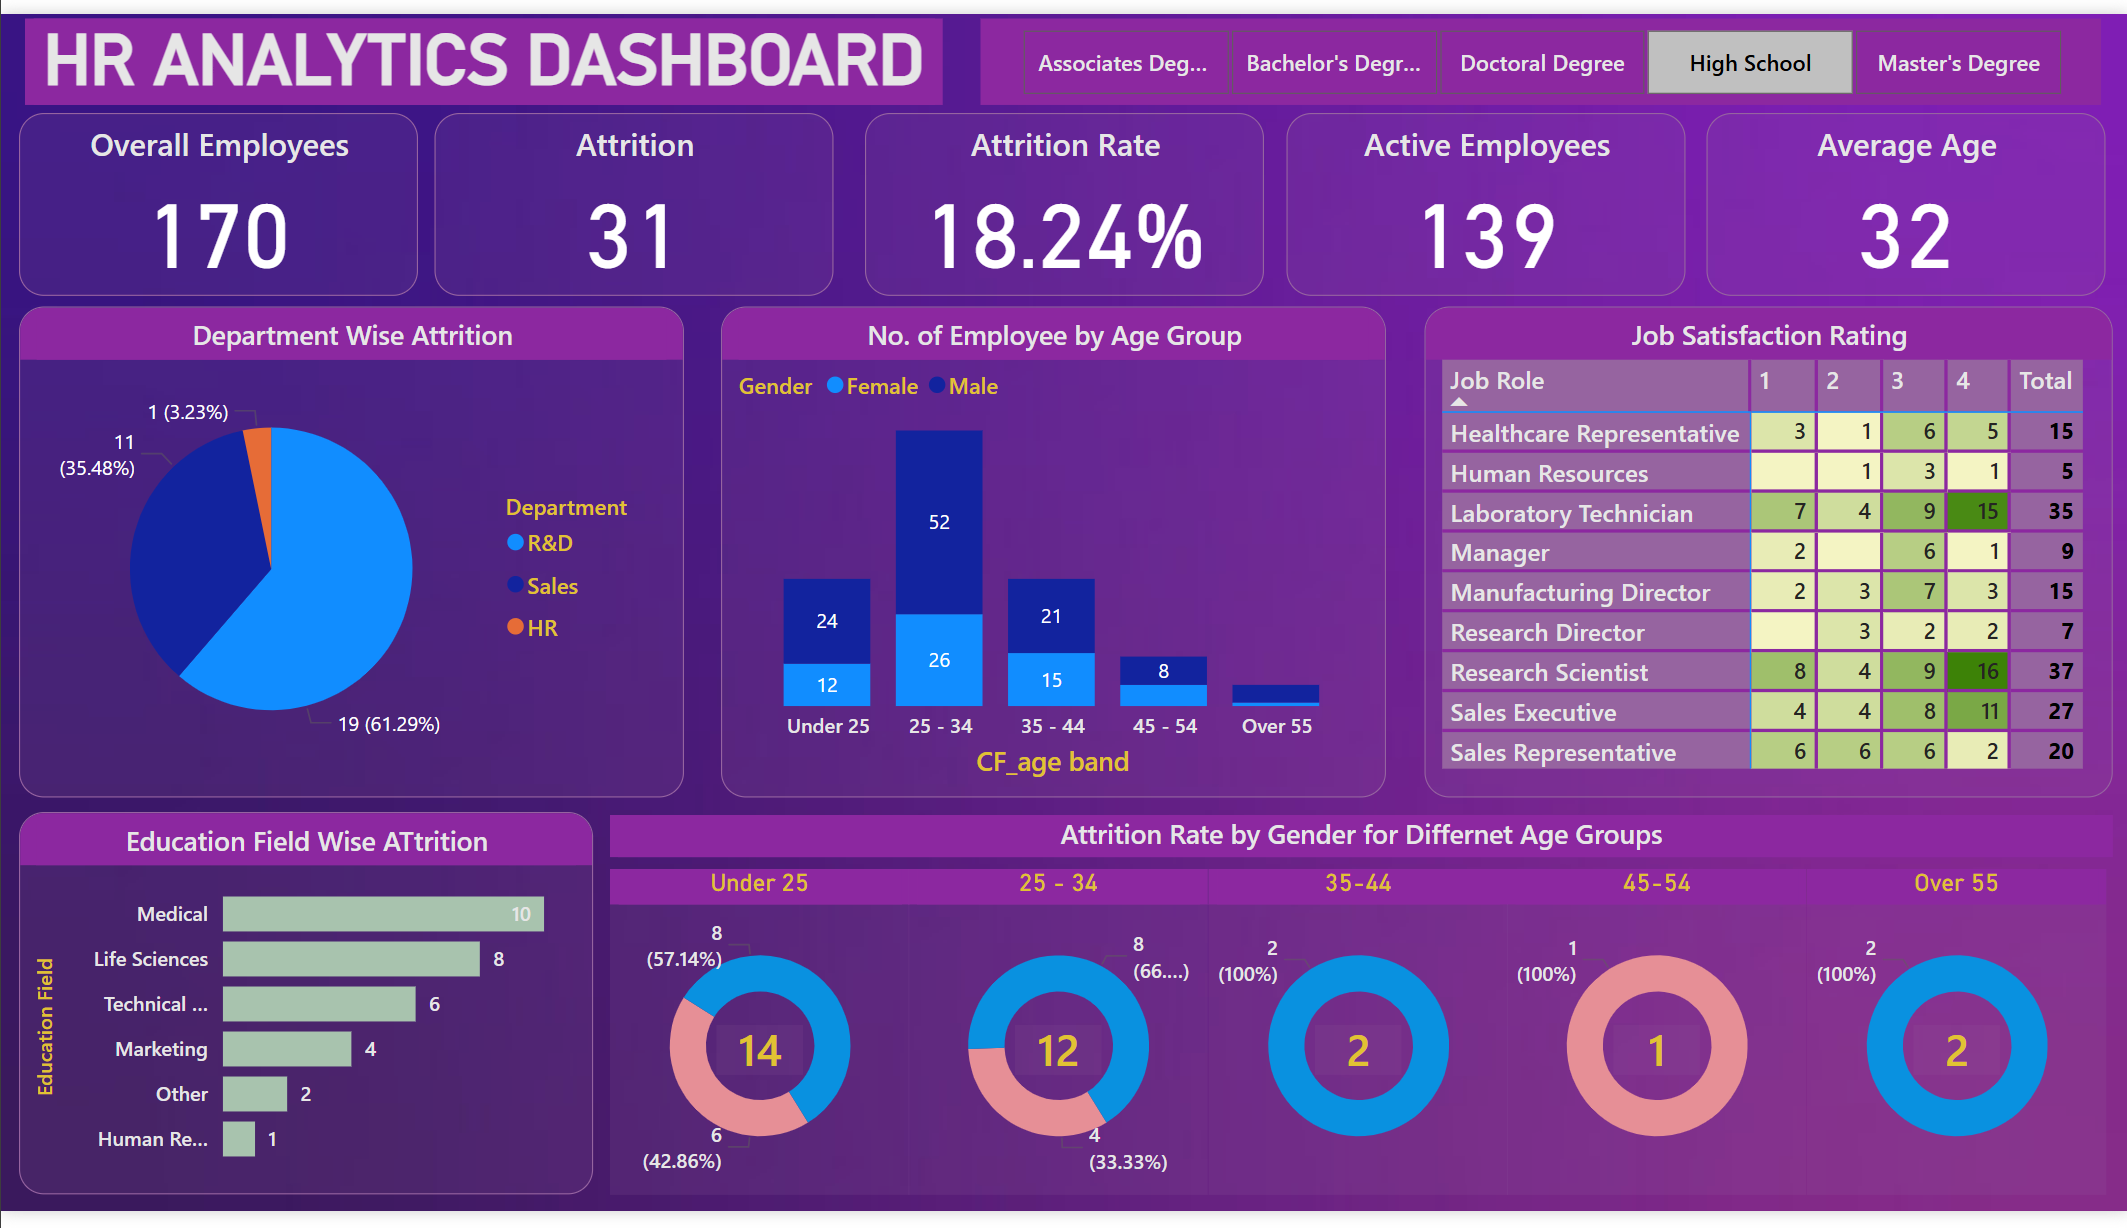 HR ANALYTICS DASHBOARD
Associates Deg...
Bachelor's Degr...
Doctoral Degree
High School
Master's Degree
Overall Employees
170
Attrition
31
Attrition Rate
18.24%
Active Employees
139
Average Age
32
Department Wise Attrition
1 (3.23%)
11
(35.48%)
19 (61.29%)
Department
R&D
Sales
HR
No. of Employee by Age Group
Gender Female Male
52
24
21
26
15
12
8
Under 25 25 - 34 35 - 44 45 - 54 Over 55
CF_age band
Job Satisfaction Rating
Job Role 1 2 3 4 Total
Healthcare Representative 3 1 6 5 15
Human Resources 1 3 1 5
Laboratory Technician 7 4 9 15 35
Manager 2 6 1 9
Manufacturing Director 2 3 7 3 15
Research Director 3 2 2 7
Research Scientist 8 4 9 16 37
Sales Executive 4 4 8 11 27
Sales Representative 6 6 6 2 20
Education Field Wise ATtrition
Education Field
Medical 10
Life Sciences 8
Technical ... 6
Marketing 4
Other 2
Human Re... 1
Attrition Rate by Gender for Differnet Age Groups
Under 25
8
(57.14%)
14
6
(42.86%)
25 - 34
8
(66....)
12
4
(33.33%)
35-44
2
(100%)
2
45-54
1
(100%)
1
Over 55
2
(100%)
2